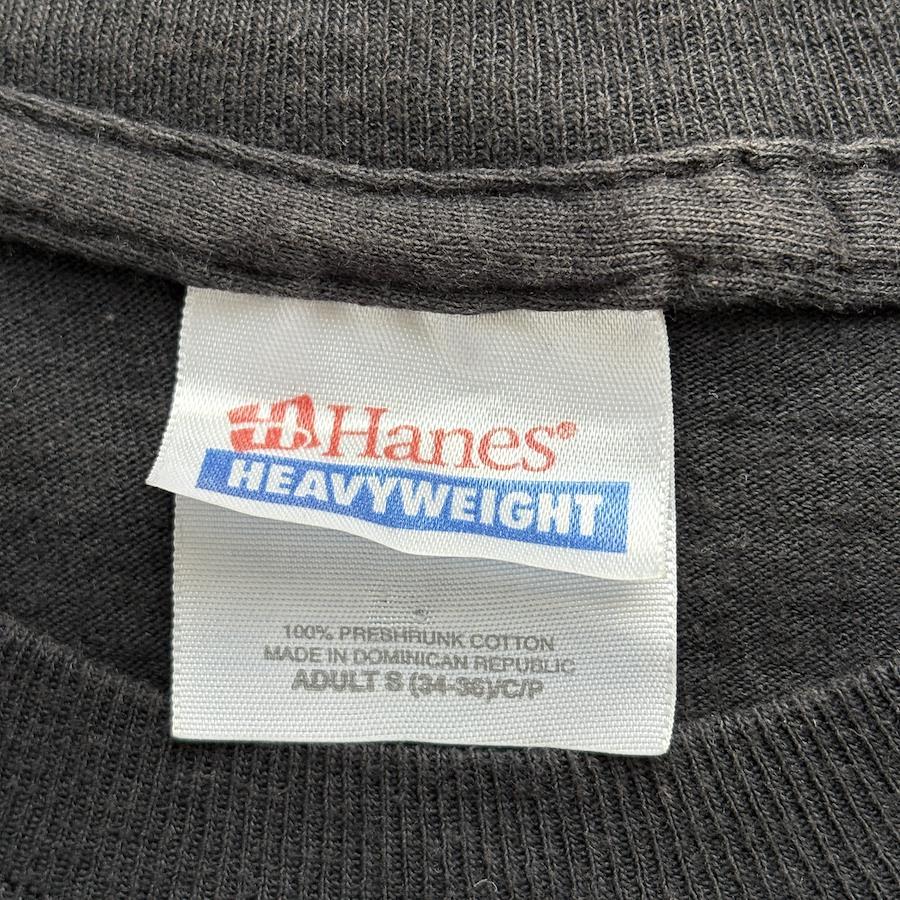 Hanes®
HEAVYWEIGHT
100% PRESHRUNK COTTON
MADE IN DOMINICAN REPUBLIC
ADULT S (34-36)/C/P